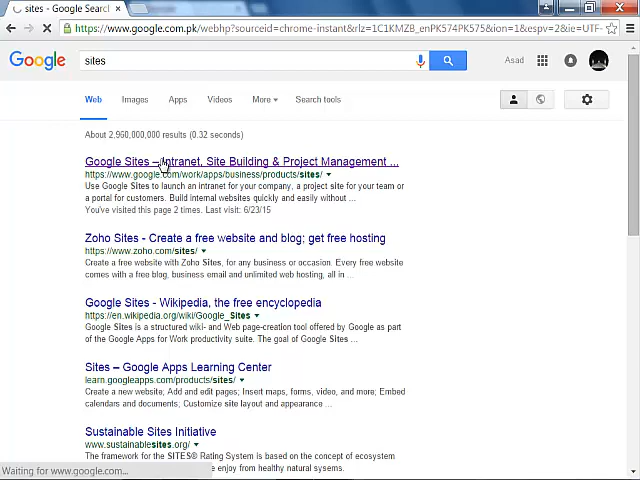 sites - Google Search
https://www.google.com.pk/webhp?sourceid=chrome-instant&rlz=1C1KMZB_enPK574PK575&ion=1&espv=2&ie=UTF-
Google
sites
Asad
Web Images Apps Videos More Search tools
About 2,960,000,000 results (0.32 seconds)
Google Sites – Intranet, Site Building & Project Management ...
https://www.google.com/work/apps/business/products/sites/
Use Google Sites to launch an intranet for your company, a project site for your team or
a portal for customers. Build internal websites quickly and easily without ...
You've visited this page 2 times. Last visit: 6/23/15
Zoho Sites - Create a free website and blog; get free hosting
https://www.zoho.com/sites/
Create a free website with Zoho Sites, for any business or occasion. Every free website
comes with a free blog, business email and unlimited web hosting, all in ...
Google Sites - Wikipedia, the free encyclopedia
https://en.wikipedia.org/wiki/Google_Sites
Google Sites is a structured wiki- and Web page-creation tool offered by Google as part
of the Google Apps for Work productivity suite. The goal of Google Sites ...
Sites – Google Apps Learning Center
learn.googleapps.com/products/sites/
Create a new website; Add and edit pages; Insert maps, forms, video, and more; Embed
calendars and documents; Customize site layout and appearance ...
Sustainable Sites Initiative
www.sustainablesites.org/
The framework for the SITES® Rating System is based on the concept of ecosystem
e enjoy from healthy natural sysems.
Waiting for www.google.com...